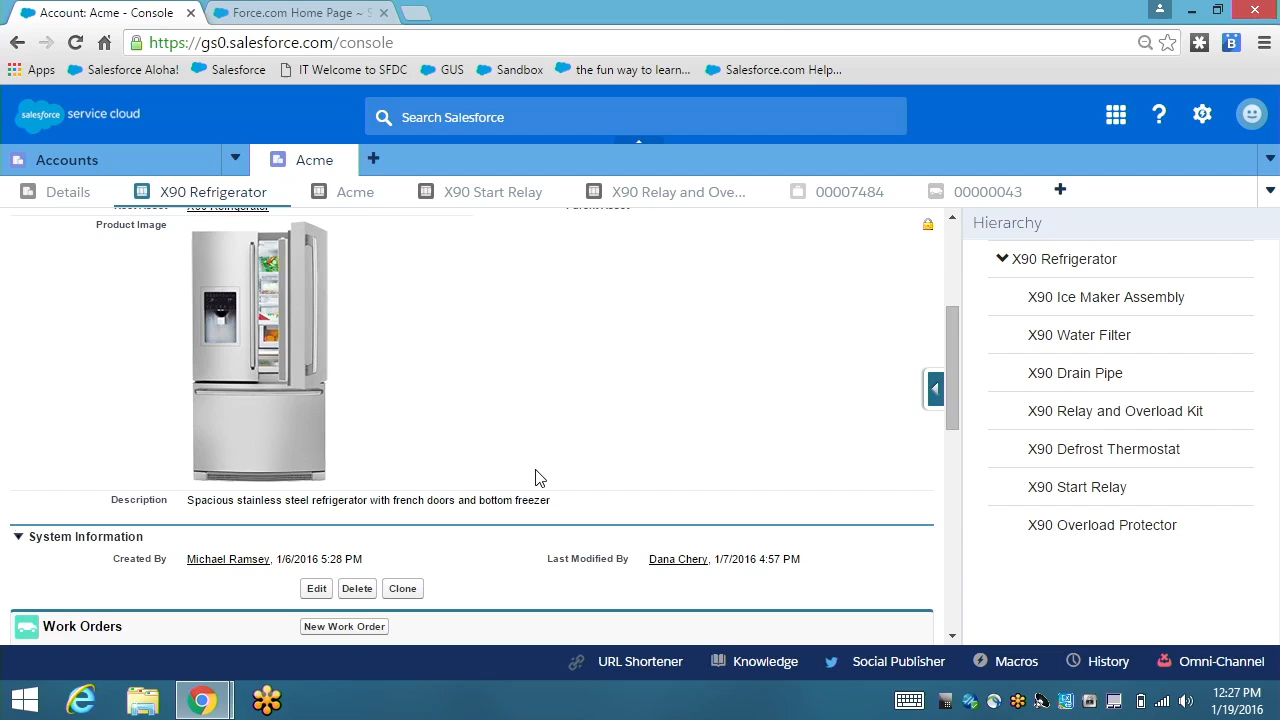 Account: Acme - Console
Force.com Home Page ~ S
https://gs0.salesforce.com/console
Apps
Salesforce Aloha!
Salesforce
IT Welcome to SFDC
GUS
Sandbox
the fun way to learn...
Salesforce.com Help...
salesforce
service cloud
Search Salesforce
Accounts
Acme
Details
X90 Refrigerator
Acme
X90 Start Relay
X90 Relay and Ove...
00007484
00000043
X90 Refrigerator
Product Image
Description
Spacious stainless steel refrigerator with french doors and bottom freezer
System Information
Created By
Michael Ramsey, 1/6/2016 5:28 PM
Last Modified By
Dana Chery, 1/7/2016 4:57 PM
Edit
Delete
Clone
Work Orders
New Work Order
Hierarchy
X90 Refrigerator
X90 Ice Maker Assembly
X90 Water Filter
X90 Drain Pipe
X90 Relay and Overload Kit
X90 Defrost Thermostat
X90 Start Relay
X90 Overload Protector
URL Shortener
Knowledge
Social Publisher
Macros
History
Omni-Channel
12:27 PM
1/19/2016